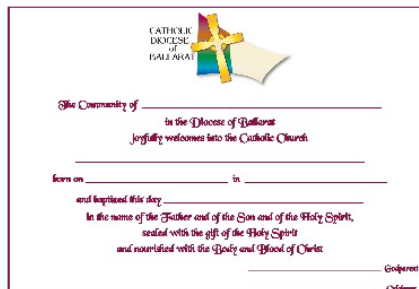 CATHOLIC
DIOCESE
of
BALLARAT
The Community of
in the Diocese of Ballarat
joyfully welcomes into the Catholic Church
born on in
and baptized this day
in the name of the Father and of the Son and of the Holy Spirit,
sealed with the gift of the Holy Spirit
and nourished with the Body and Blood of Christ
Godparent